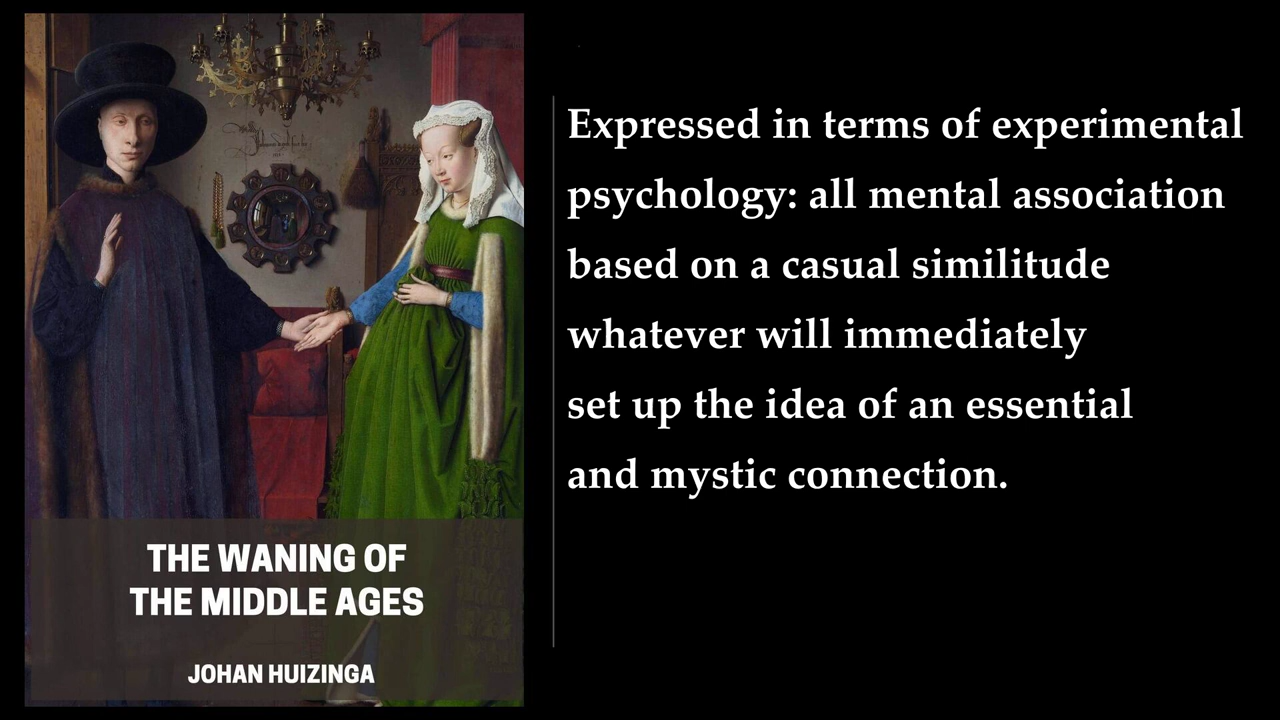 Expressed in terms of experimental
psychology: all mental association
based on a casual similitude
whatever will immediately
set up the idea of an essential
and mystic connection.
THE WANING OF
THE MIDDLE AGES
JOHAN HUIZINGA